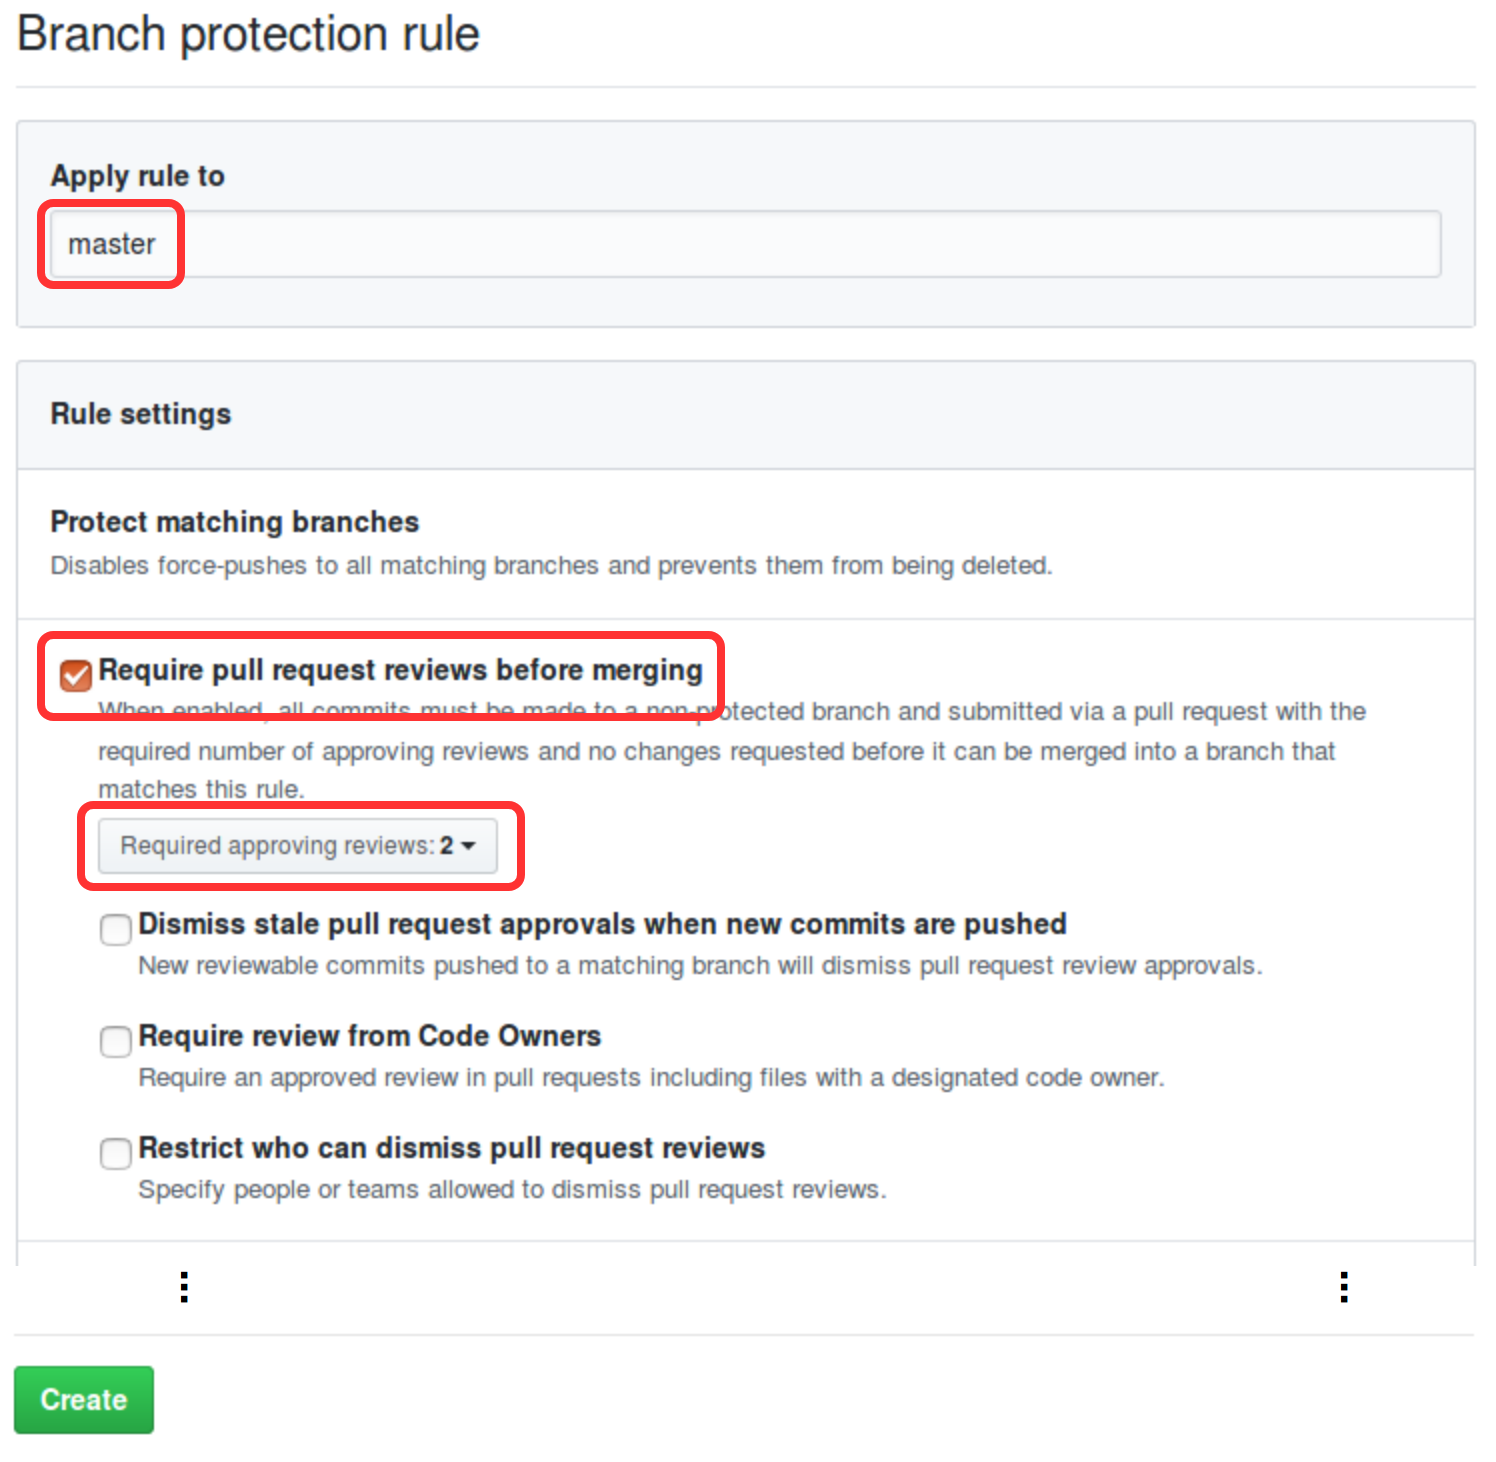 Branch protection rule
Apply rule to
master
Rule settings
Protect matching branches
Disables force-pushes to all matching branches and prevents them from being deleted.
Require pull request reviews before merging
When enabled, all commits must be made to a non-protected branch and submitted via a pull request with the
required number of approving reviews and no changes requested before it can be merged into a branch that
matches this rule.
Required approving reviews: 2
Dismiss stale pull request approvals when new commits are pushed
New reviewable commits pushed to a matching branch will dismiss pull request review approvals.
Require review from Code Owners
Require an approved review in pull requests including files with a designated code owner.
Restrict who can dismiss pull request reviews
Specify people or teams allowed to dismiss pull request reviews.
Create